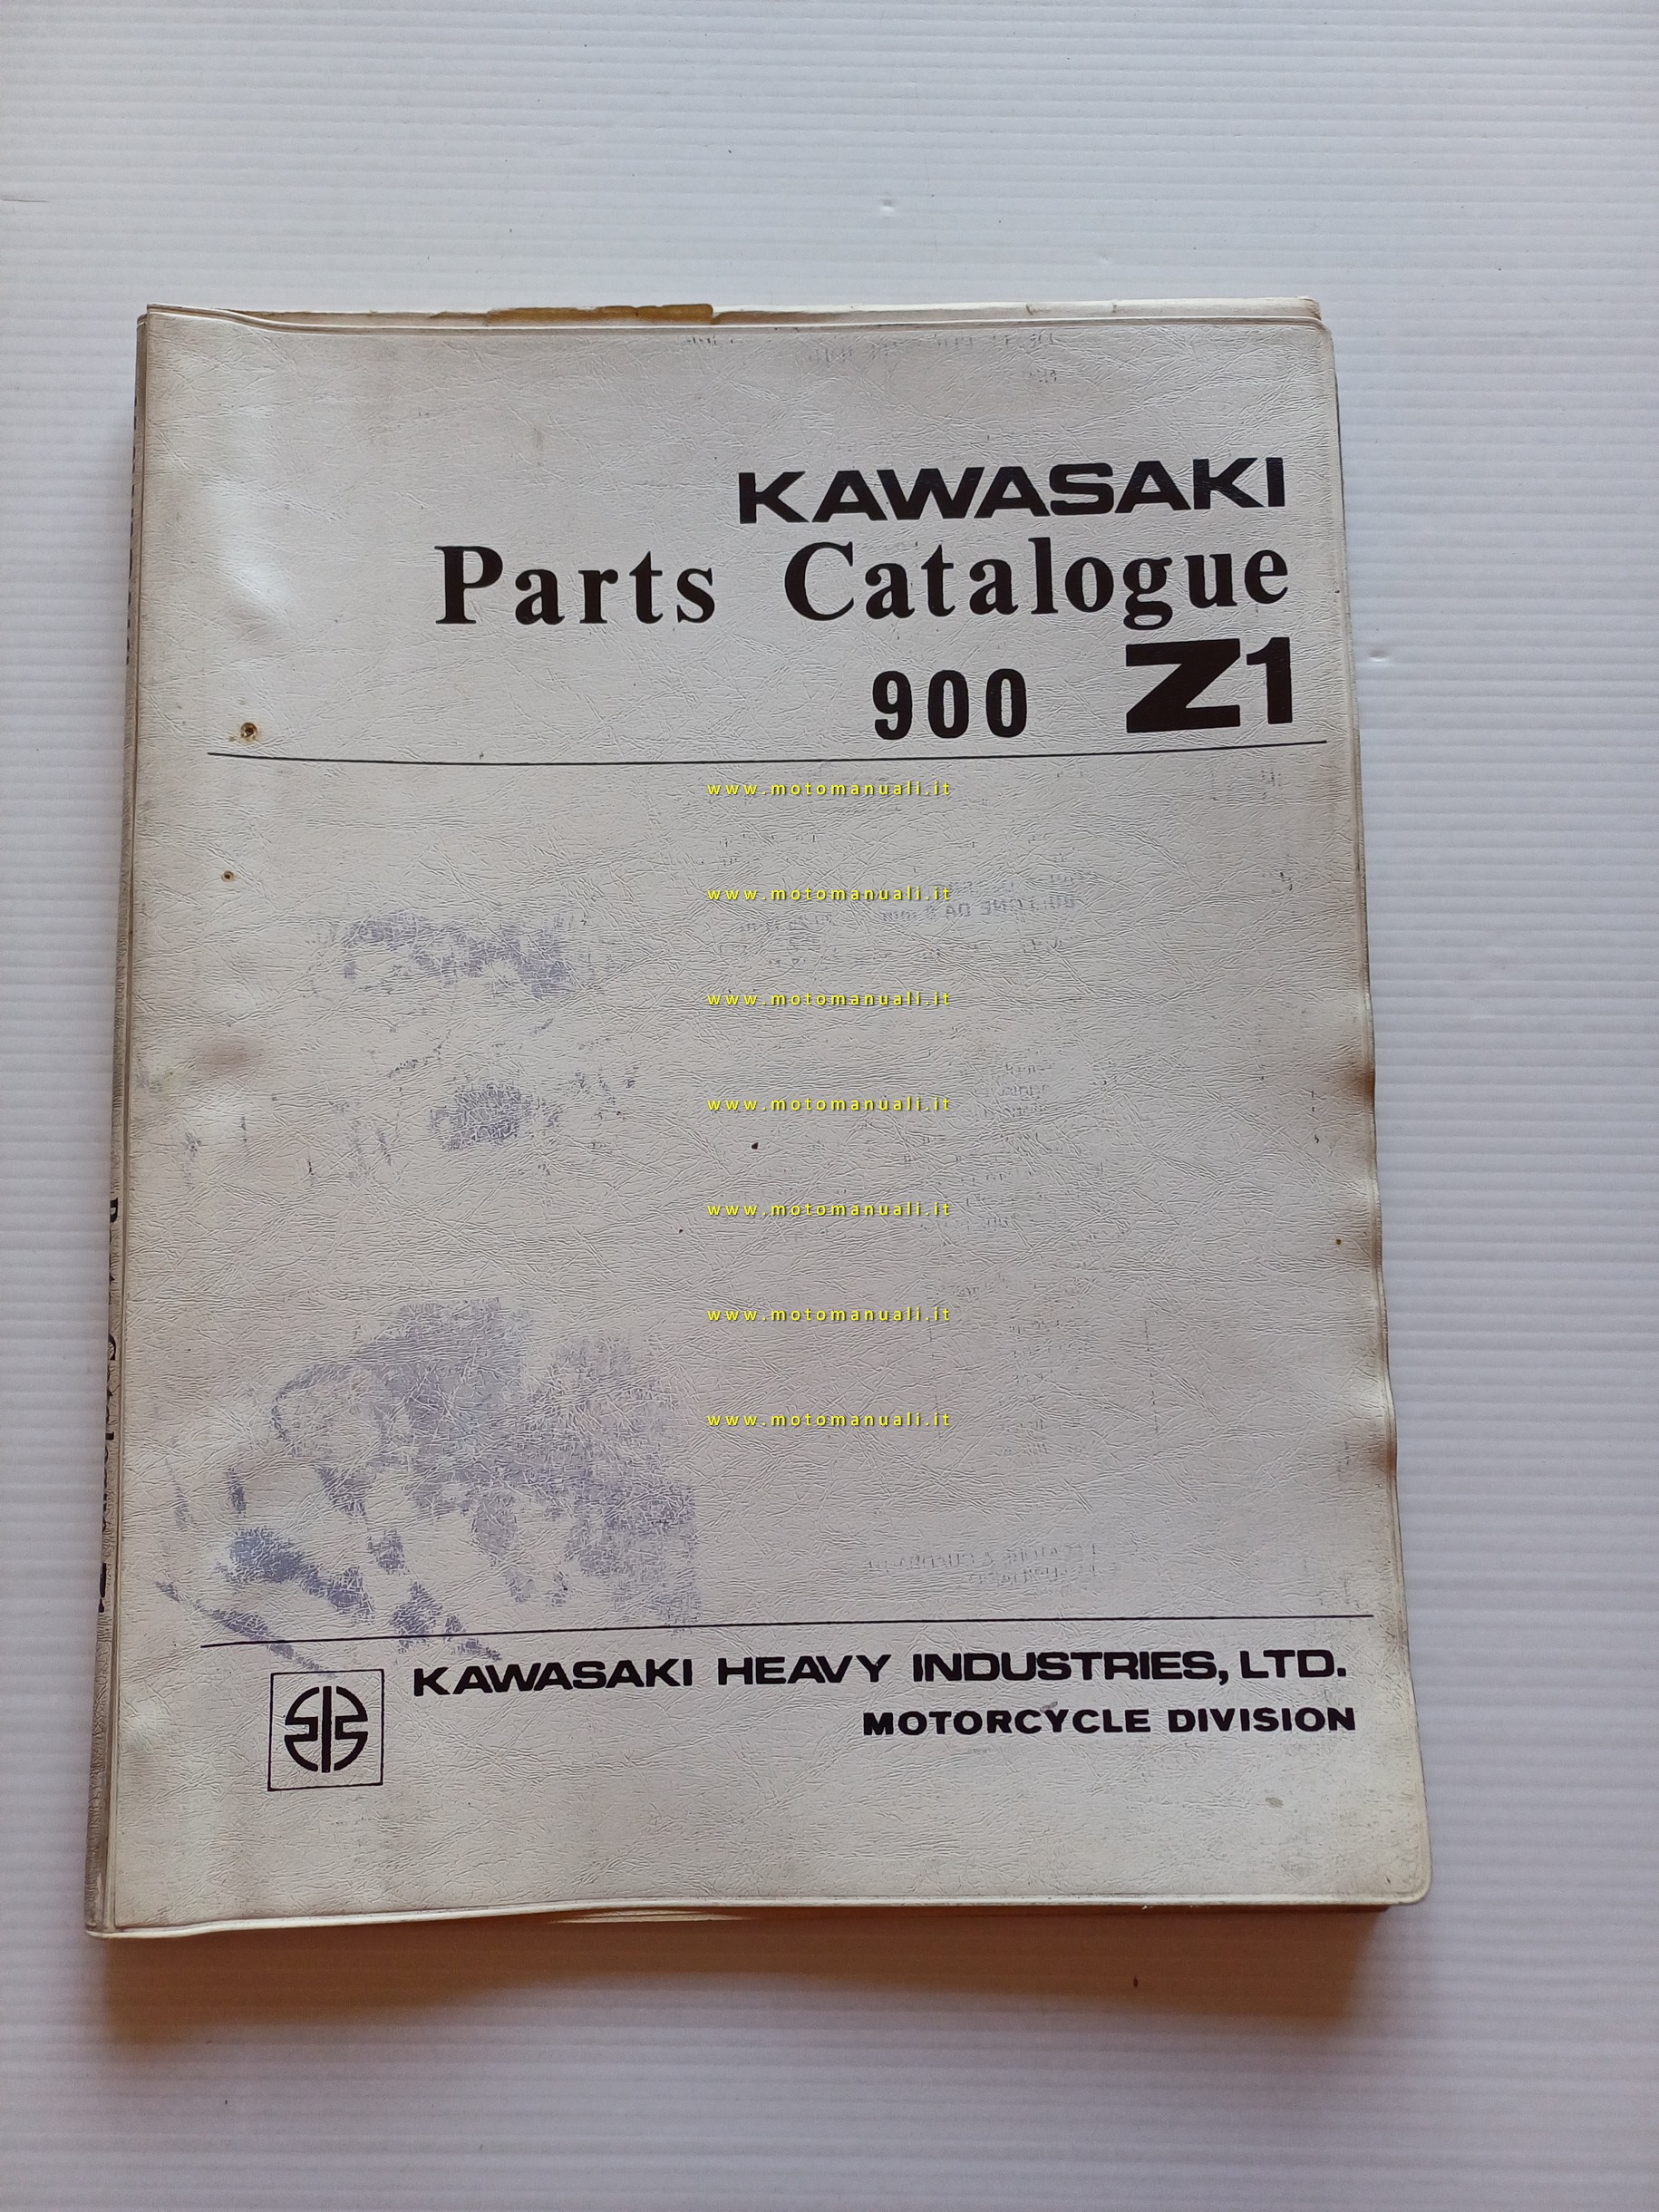 KAWASAKI
Parts Catalogue
900 Z1
www.motomanuali.it
www.motomanuali.it
www.motomanuali.it
www.motomanuali.it
www.motomanuali.it
www.motomanuali.it
www.motomanuali.it
KAWASAKI HEAVY INDUSTRIES, LTD.
MOTORCYCLE DIVISION